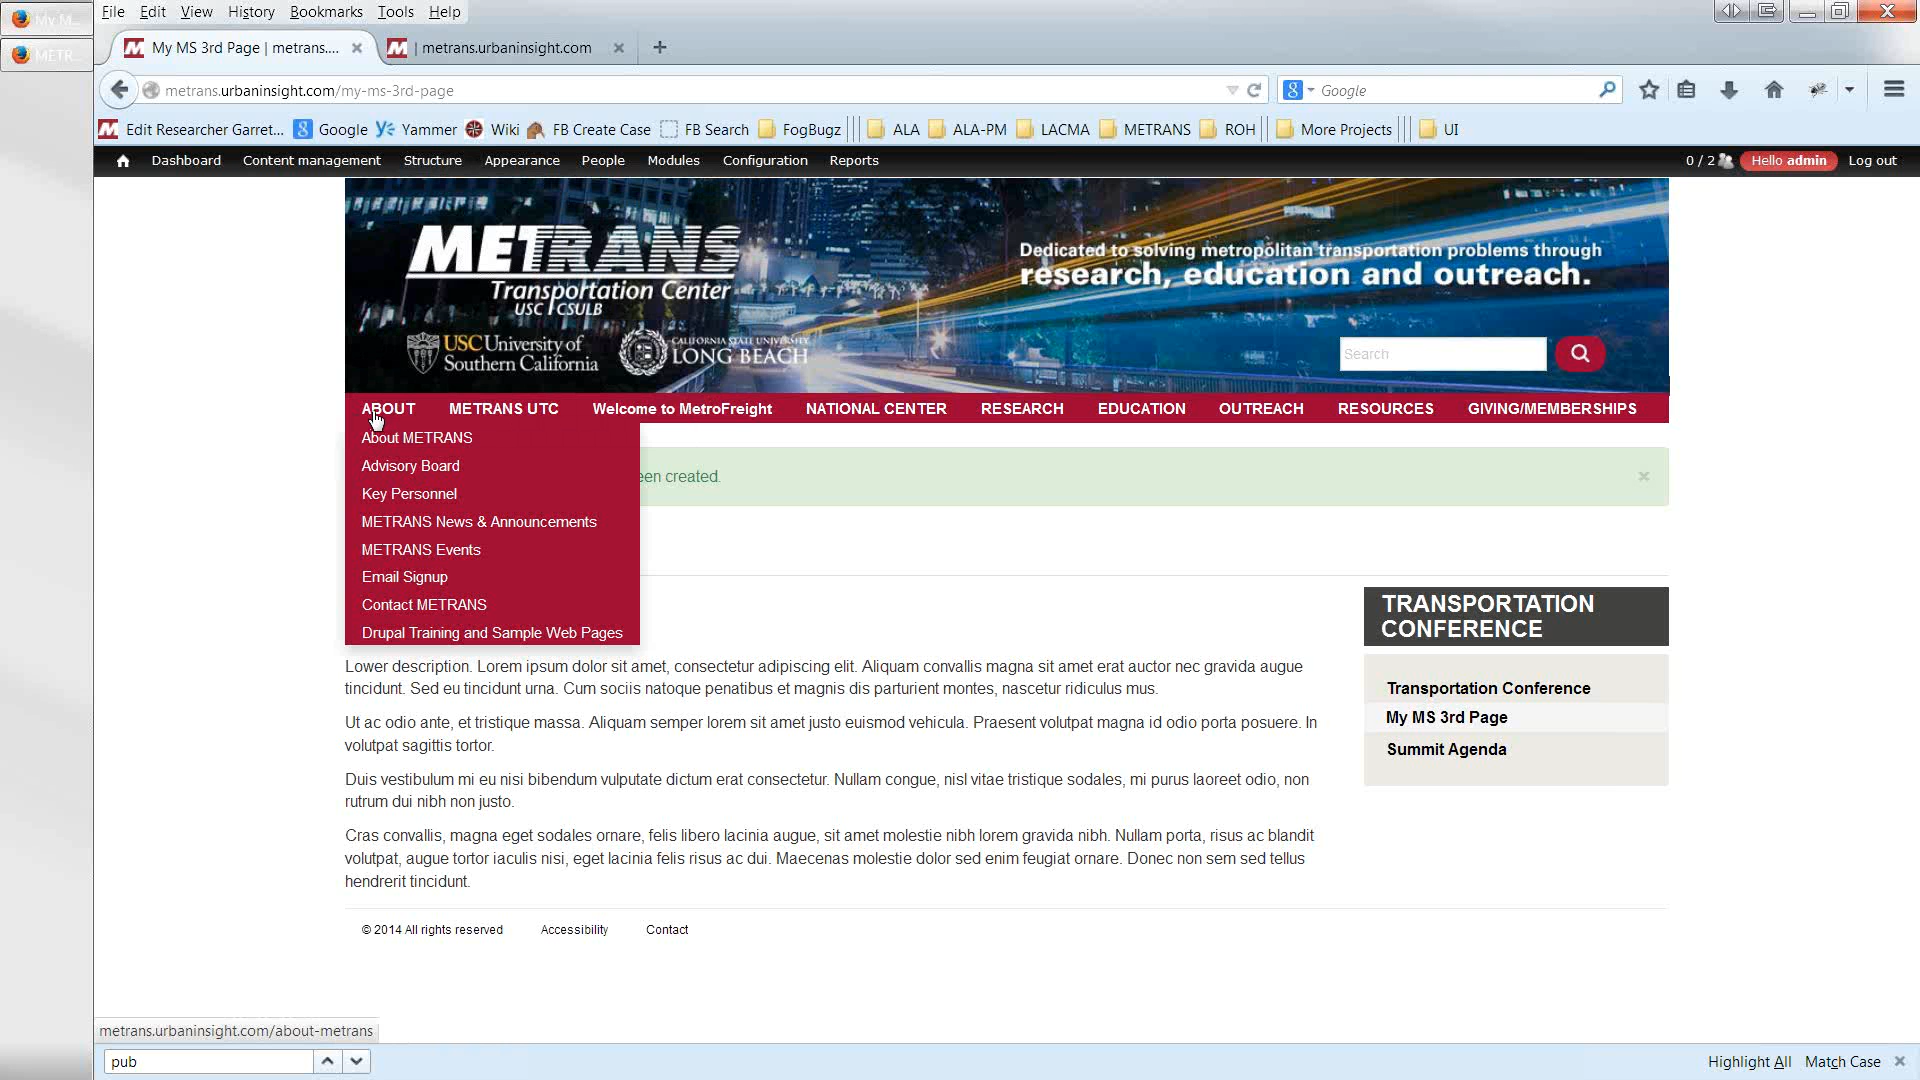 My M...
METR...
File Edit View History Bookmarks Tools Help
My MS 3rd Page | metrans.... | metrans.urbaninsight.com
metrans.urbaninsight.com/my-ms-3rd-page
Google
Edit Researcher Garret... Google Yammer Wiki FB Create Case FB Search FogBugz ALA ALA-PM LACMA METRANS ROH More Projects UI
Dashboard Content management Structure Appearance People Modules Configuration Reports 0 / 2 Hello admin Log out
METRANS
Transportation Center
USC CSULB
USC University of Southern California
CALIFORNIA STATE UNIVERSITY
LONG BEACH
Dedicated to solving metropolitan transportation problems through
research, education and outreach.
Search
ABOUT METRANS UTC Welcome to MetroFreight NATIONAL CENTER RESEARCH EDUCATION OUTREACH RESOURCES GIVING/MEMBERSHIPS
About METRANS
Advisory Board
Key Personnel
METRANS News & Announcements
METRANS Events
Email Signup
Contact METRANS
Drupal Training and Sample Web Pages
een created.
Lower description. Lorem ipsum dolor sit amet, consectetur adipiscing elit. Aliquam convallis magna sit amet erat auctor nec gravida augue
tincidunt. Sed eu tincidunt urna. Cum sociis natoque penatibus et magnis dis parturient montes, nascetur ridiculus mus.
Ut ac odio ante, et tristique massa. Aliquam semper lorem sit amet justo euismod vehicula. Praesent volutpat magna id odio porta posuere. In
volutpat sagittis tortor.
Duis vestibulum mi eu nisi bibendum vulputate dictum erat consectetur. Nullam congue, nisl vitae tristique sodales, mi purus laoreet odio, non
rutrum dui nibh non justo.
Cras convallis, magna eget sodales ornare, felis libero lacinia augue, sit amet molestie nibh lorem gravida nibh. Nullam porta, risus ac blandit
volutpat, augue tortor iaculis nisi, eget lacinia felis risus ac dui. Maecenas molestie dolor sed enim feugiat ornare. Donec non sem sed tellus
hendrerit tincidunt.
TRANSPORTATION
CONFERENCE
Transportation Conference
My MS 3rd Page
Summit Agenda
© 2014 All rights reserved Accessibility Contact
metrans.urbaninsight.com/about-metrans
pub Highlight All Match Case